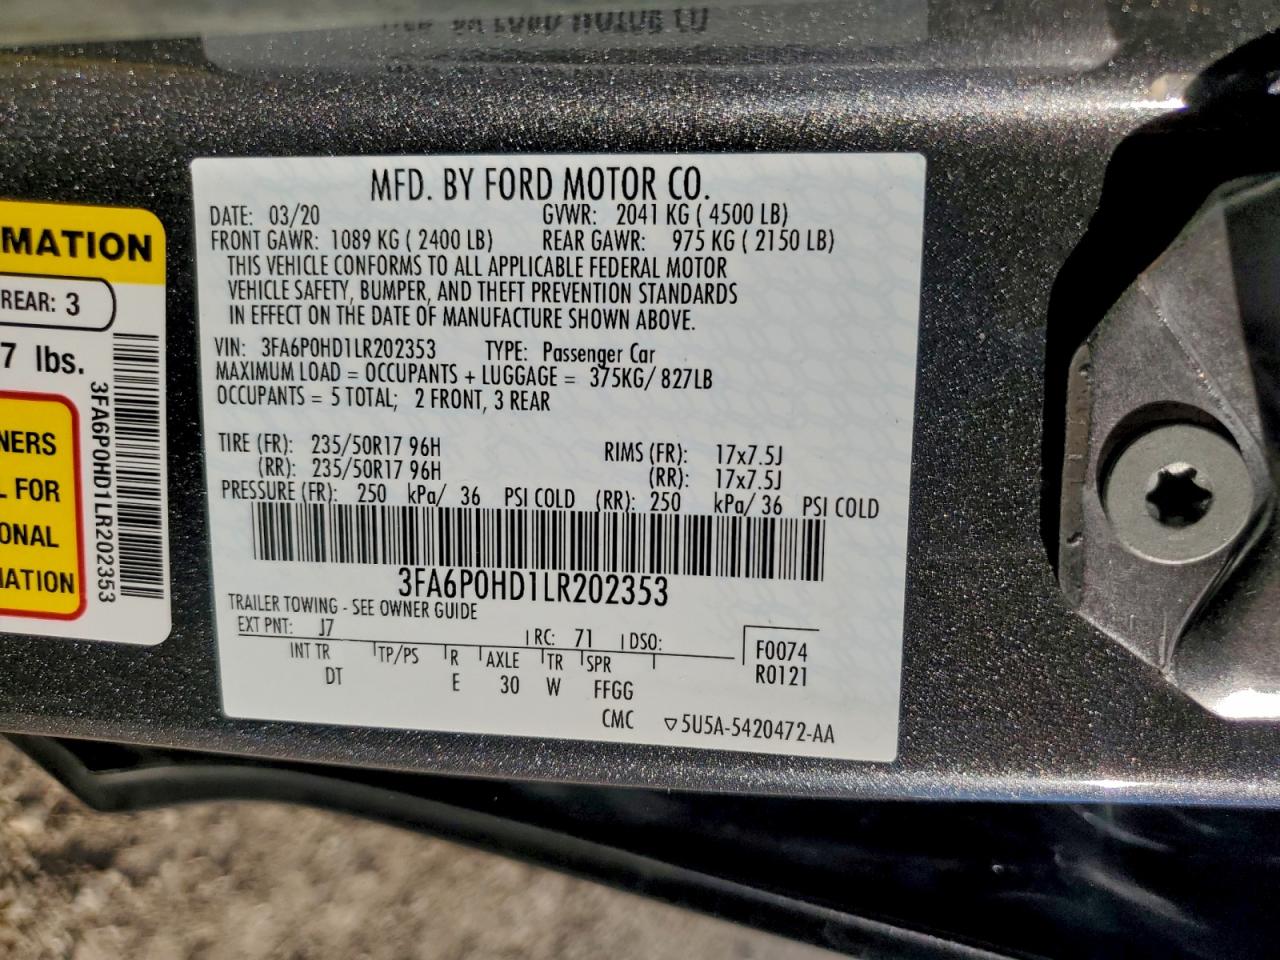 MFD. BY FORD MOTOR CO.
DATE: 03/20 GVWR: 2041 KG ( 4500 LB)
FRONT GAWR: 1089 KG ( 2400 LB) REAR GAWR: 975 KG ( 2150 LB)
THIS VEHICLE CONFORMS TO ALL APPLICABLE FEDERAL MOTOR
VEHICLE SAFETY, BUMPER, AND THEFT PREVENTION STANDARDS
IN EFFECT ON THE DATE OF MANUFACTURE SHOWN ABOVE.
VIN: 3FA6P0HD1LR202353 TYPE: Passenger Car
MAXIMUM LOAD = OCCUPANTS + LUGGAGE = 375KG/ 827LB
OCCUPANTS = 5 TOTAL; 2 FRONT, 3 REAR
TIRE (FR): 235/50R17 96H RIMS (FR): 17x7.5J
(RR): 235/50R17 96H (RR): 17x7.5J
PRESSURE (FR): 250 kPa/ 36 PSI COLD (RR): 250 kPa/ 36 PSI COLD
3FA6P0HD1LR202353
TRAILER TOWING - SEE OWNER GUIDE
EXT PNT: J7 RC: 71 DSO:
INT TR TP/PS R AXLE TR SPR
DT E 30 W FFGG
F0074
R0121
CMC ▽5U5A-5420472-AA
MATION
REAR: 3
7 lbs.
NERS
L FOR
ONAL
MATION
3FA6P0HD1LR202353